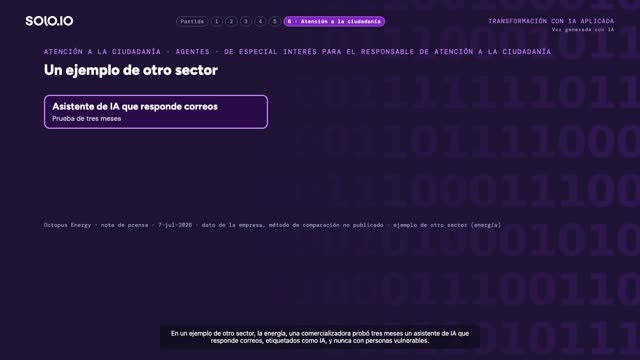 SOLO.IO
Partida 1 2 3 4 5 6 · Atención a la ciudadanía
TRANSFORMACIÓN CON IA APLICADA
Voz generada con IA
ATENCIÓN A LA CIUDADANÍA · AGENTES · DE ESPECIAL INTERÉS PARA EL RESPONSABLE DE ATENCIÓN A LA CIUDADANÍA
Un ejemplo de otro sector
Asistente de IA que responde correos
Prueba de tres meses
Octopus Energy · nota de prensa · 7-jul-2026 · dato de la empresa, método de comparación no publicado · ejemplo de otro sector (energía)
En un ejemplo de otro sector, la energía, una comercializadora probó tres meses un asistente de IA que
responde correos, etiquetados como IA, y nunca con personas vulnerables.